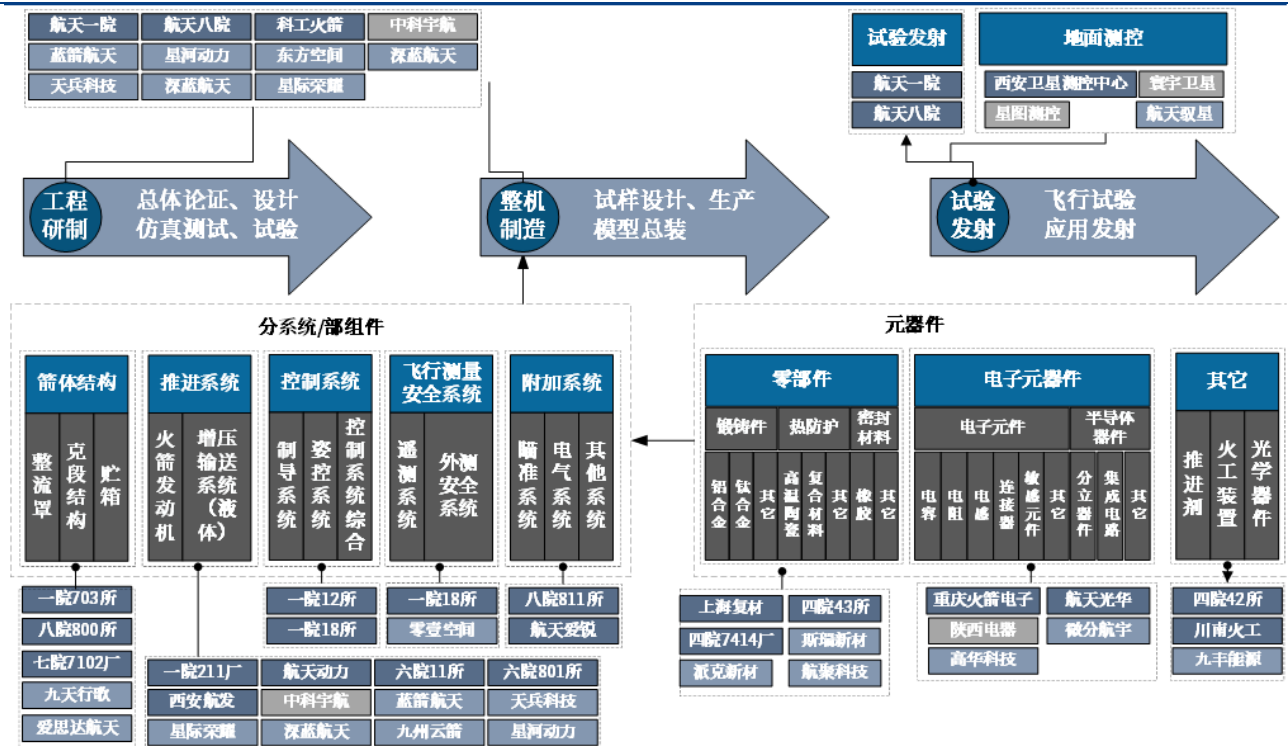 航天一院 航天八院 科工火箭 中科宇航
蓝箭航天 星河动力 东方空间 深蓝航天
天兵科技 深蓝航天 星际荣耀
试验发射
航天一院
航天八院
地面测控
西安卫星测控中心 寰宇卫星
星图测控 航天驭星
工程
研制
总体论证、设计
仿真测试、试验
整机
制造
试样设计、生产
模型总装
试验
发射
飞行试验
应用发射
分系统/部组件
箭体结构
整流罩
克段结构
贮箱
推进系统
火箭发动机
增压输送系统（液体）
控制系统
制导系统
姿控系统
控制系统综合
飞行测量
安全系统
遥测系统
外测安全系统
附加系统
瞄准系统
电气系统
其他系统
元器件
零部件
锻铸件
热防护
密封
材料
铝合金
钛合金
其它
高温陶瓷
复合材料
其它
橡胶
其它
电子元器件
电子元件
半导体
器件
电容
电阻
电感
连接器
敏感元件
其它
分立器件
集成电路
其它
其它
推进剂
火工装置
光学器件
一院703所
八院800所
七院7102厂
九天行歌
爱思达航天
一院211厂 航天动力 六院11所 六院801所
西安航发 中科宇航 蓝箭航天 天兵科技
星际荣耀 深蓝航天 九州云箭 星河动力
一院12所
一院18所
一院18所
零壹空间
八院811所
航天爱锐
上海复材 四院43所
四院7414厂 斯瑞新材
派克新材 航聚科技
重庆火箭电子 航天光华
陕西电器 微分航宇
高华科技
四院42所
川南火工
九丰能源